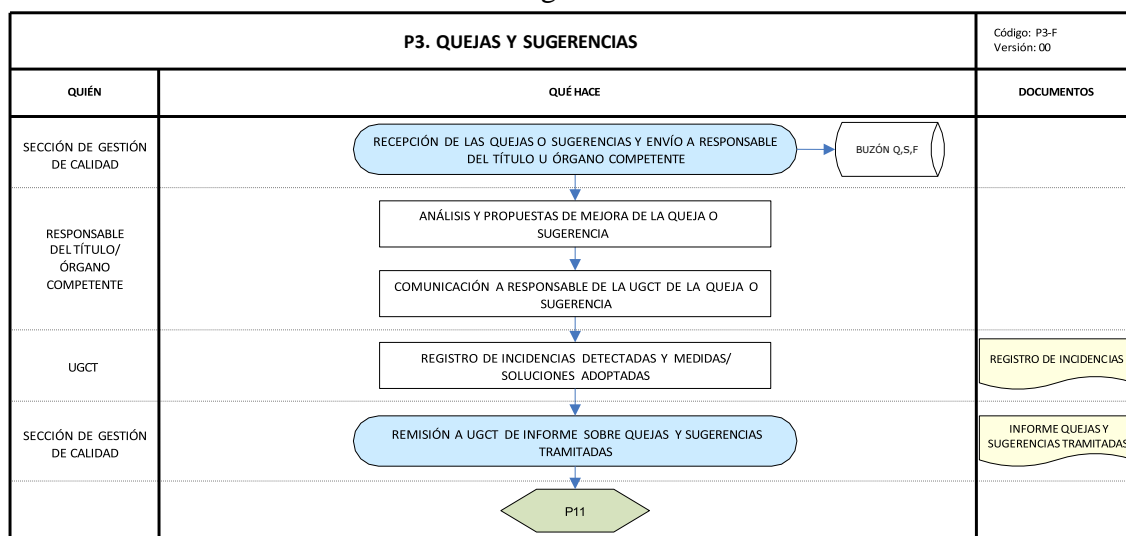 P3. QUEJAS Y SUGERENCIAS
Código: P3-F
Versión: 00
QUIÉN
QUÉ HACE
DOCUMENTOS
SECCIÓN DE GESTIÓN
DE CALIDAD
RECEPCIÓN DE LAS QUEJAS O SUGERENCIAS Y ENVÍO A RESPONSABLE
DEL TÍTULO U ÓRGANO COMPETENTE
BUZÓN Q,S,F
RESPONSABLE
DEL TÍTULO/
ÓRGANO
COMPETENTE
ANÁLISIS Y PROPUESTAS DE MEJORA DE LA QUEJA O
SUGERENCIA
COMUNICACIÓN A RESPONSABLE DE LA UGCT DE LA QUEJA O
SUGERENCIA
UGCT
REGISTRO DE INCIDENCIAS DETECTADAS Y MEDIDAS/
SOLUCIONES ADOPTADAS
REGISTRO DE INCIDENCIAS
SECCIÓN DE GESTIÓN
DE CALIDAD
REMISIÓN A UGCT DE INFORME SOBRE QUEJAS Y SUGERENCIAS
TRAMITADAS
INFORME QUEJAS Y
SUGERENCIAS TRAMITADAS
P11